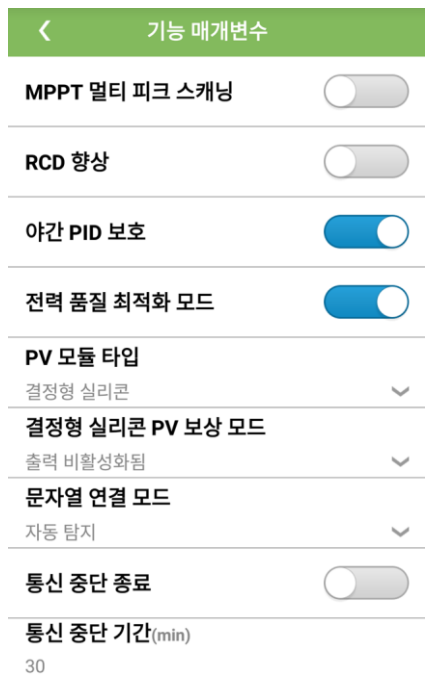 기능 매개변수
MPPT 멀티 피크 스캐닝
RCD 향상
야간 PID 보호
전력 품질 최적화 모드
PV 모듈 타입
결정형 실리콘
결정형 실리콘 PV 보상 모드
출력 비활성화됨
문자열 연결 모드
자동 탐지
통신 중단 종료
통신 중단 기간(min)
30